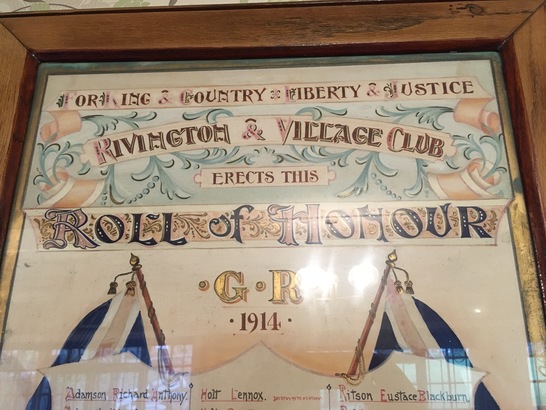 FOR KING & COUNTRY : LIBERTY & JUSTICE
RIVINGTON & VILLAGE CLUB
ERECTS THIS
ROLL of HONOUR
·G·R·
·1914·
Adamson Richard Anthony. Holt Lennox. Ritson Eustace Blackburn.